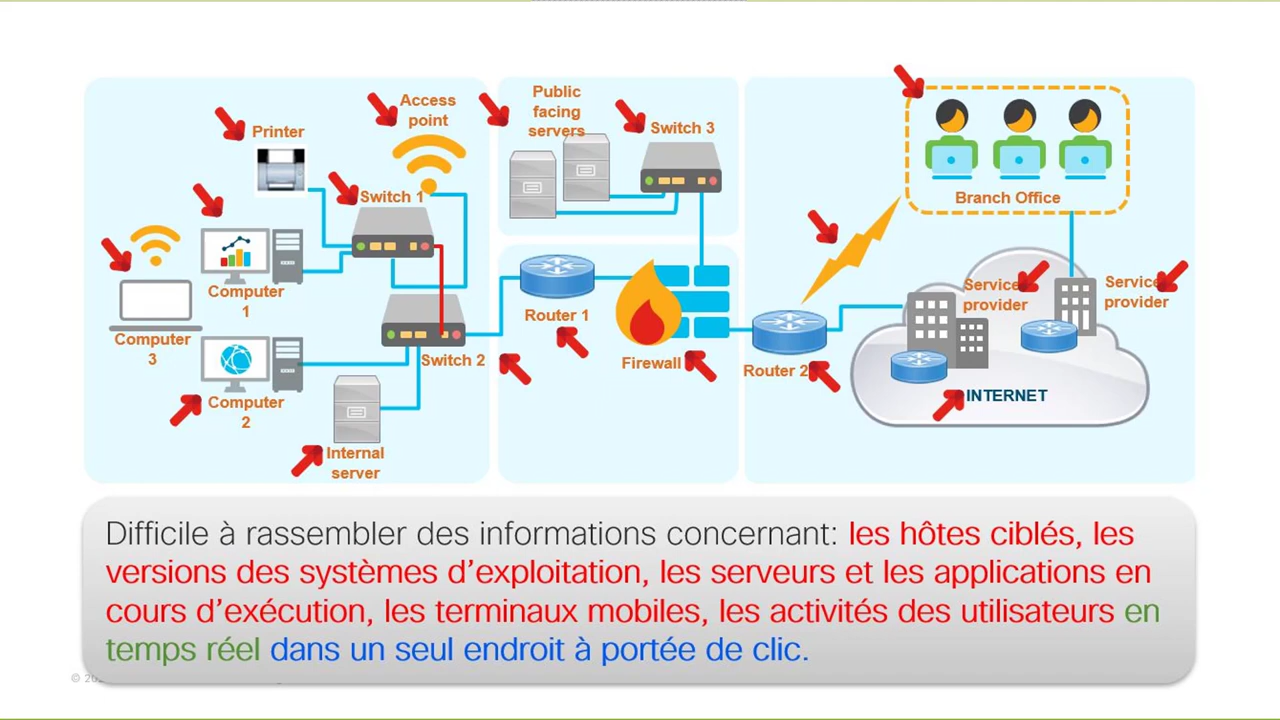 Public
facing
servers
Access
point
Printer
Switch 3
Switch 1
Branch Office
Computer
1
Service
provider
Service
provider
Router 1
Computer
3
Switch 2
Firewall
Router 2
INTERNET
Computer
2
Internal
server
Difficile à rassembler des informations concernant: les hôtes ciblés, les
versions des systèmes d’exploitation, les serveurs et les applications en
cours d’exécution, les terminaux mobiles, les activités des utilisateurs en
temps réel dans un seul endroit à portée de clic.
©